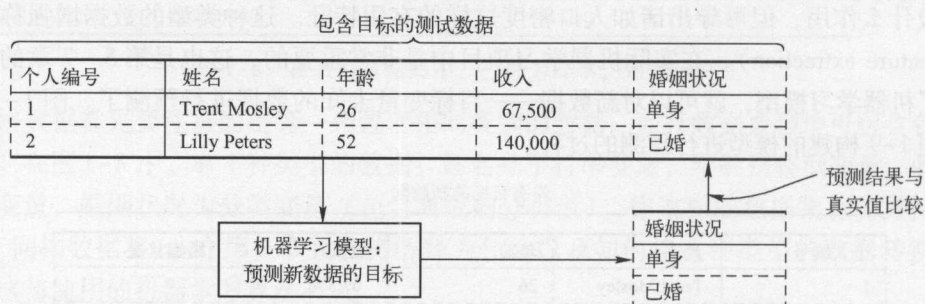 包含目标的测试数据
个人编号 姓名 年龄 收入 婚姻状况
1 Trent Mosley 26 67,500 单身
2 Lilly Peters 52 140,000 已婚
预测结果与
真实值比较
机器学习模型:
预测新数据的目标
婚姻状况
单身
已婚